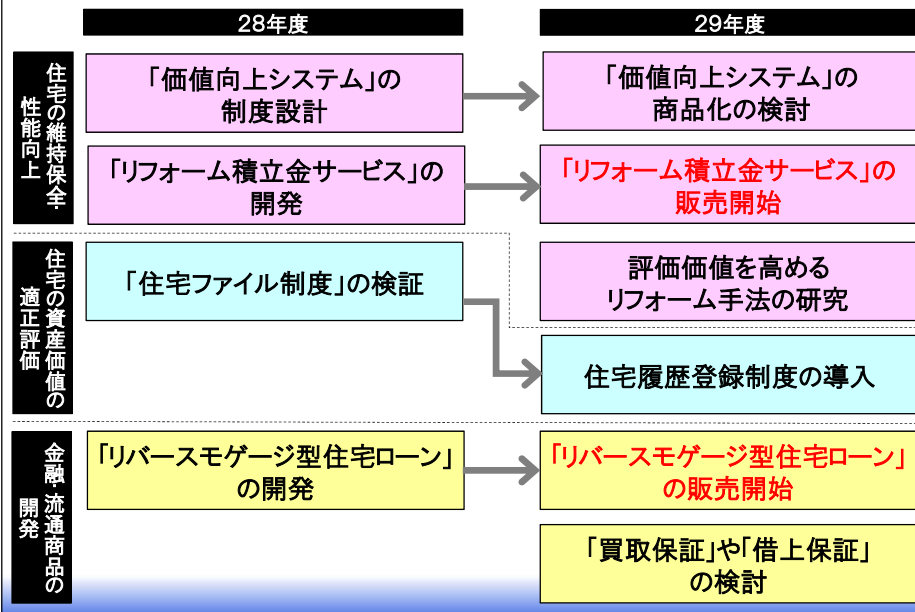 28年度
29年度
住宅の維持保全・
性能向上
「価値向上システム」の
制度設計
「価値向上システム」の
商品化の検討
「リフォーム積立金サービス」の
開発
「リフォーム積立金サービス」の
販売開始
住宅の資産価値の
適正評価
「住宅ファイル制度」の検証
評価価値を高める
リフォーム手法の研究
住宅履歴登録制度の導入
金融・流通商品の
開発
「リバースモゲージ型住宅ローン」
の開発
「リバースモゲージ型住宅ローン」
の販売開始
「買取保証」や「借上保証」
の検討